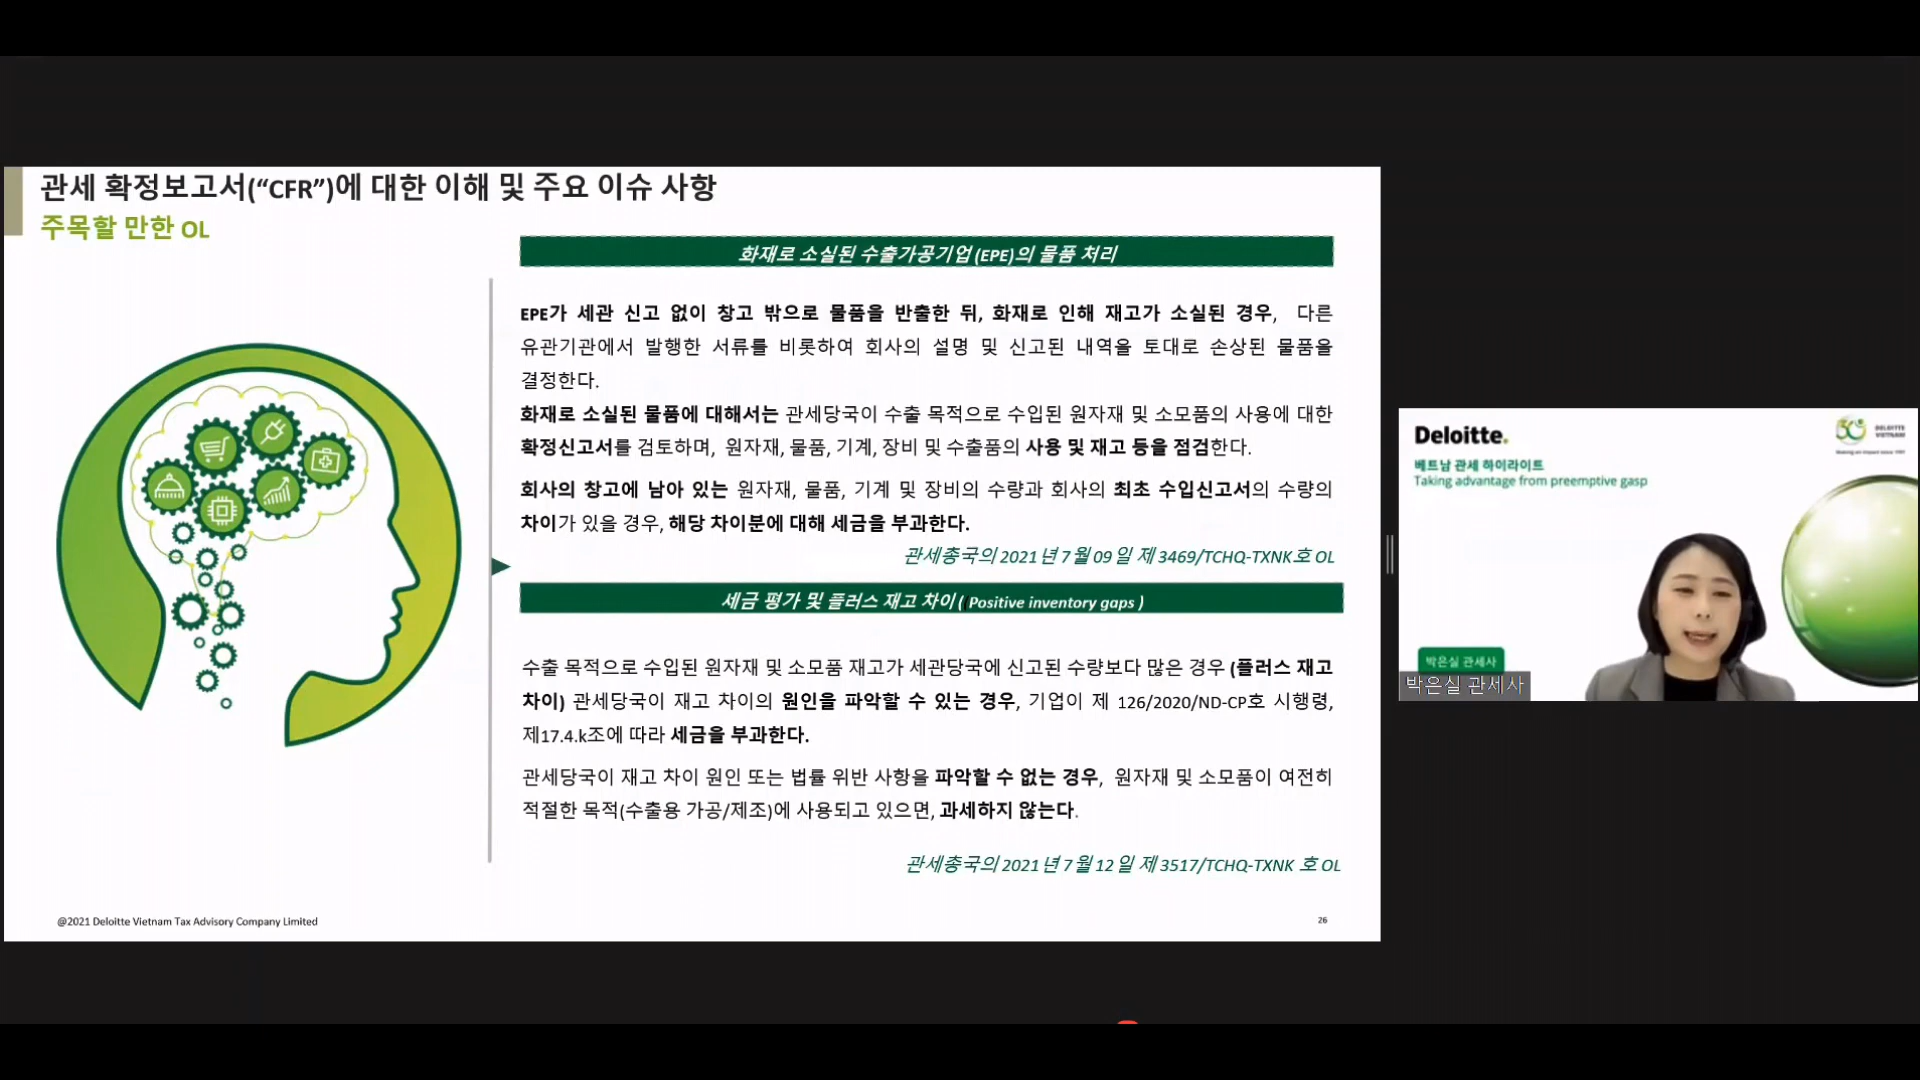 관세 확정보고서(“CFR”)에 대한 이해 및 주요 이슈 사항
주목할 만한 OL
화재로 소실된 수출가공기업(EPE)의 물품 처리
EPE가 세관 신고 없이 창고 밖으로 물품을 반출한 뒤, 화재로 인해 재고가 소실된 경우, 다른
유관기관에서 발행한 서류를 비롯하여 회사의 설명 및 신고된 내역을 토대로 손상된 물품을
결정한다.
화재로 소실된 물품에 대해서는 관세당국이 수출 목적으로 수입된 원자재 및 소모품의 사용에 대한
확정신고서를 검토하며, 원자재, 물품, 기계, 장비 및 수출품의 사용 및 재고 등을 점검한다.
회사의 창고에 남아 있는 원자재, 물품, 기계 및 장비의 수량과 회사의 최초 수입신고서의 수량의
차이가 있을 경우, 해당 차이분에 대해 세금을 부과한다.
관세총국의 2021년 7월 09일 제 3469/TCHQ-TXNK호 OL
세금 평가 및 플러스 재고 차이 ( Positive inventory gaps )
수출 목적으로 수입된 원자재 및 소모품 재고가 세관당국에 신고된 수량보다 많은 경우 (플러스 재고
차이) 관세당국이 재고 차이의 원인을 파악할 수 있는 경우, 기업이 제 126/2020/ND-CP호 시행령,
제17.4.k조에 따라 세금을 부과한다.
관세당국이 재고 차이 원인 또는 법률 위반 사항을 파악할 수 없는 경우, 원자재 및 소모품이 여전히
적절한 목적(수출용 가공/제조)에 사용되고 있으면, 과세하지 않는다.
관세총국의 2021년 7월 12일 제 3517/TCHQ-TXNK 호 OL
@2021 Deloitte Vietnam Tax Advisory Company Limited
26
Deloitte.
DELOITTE
VIETNAM
베트남 관세 하이라이트
Taking advantage from preemptive gasp
박은실 관세사
박은실 관세사